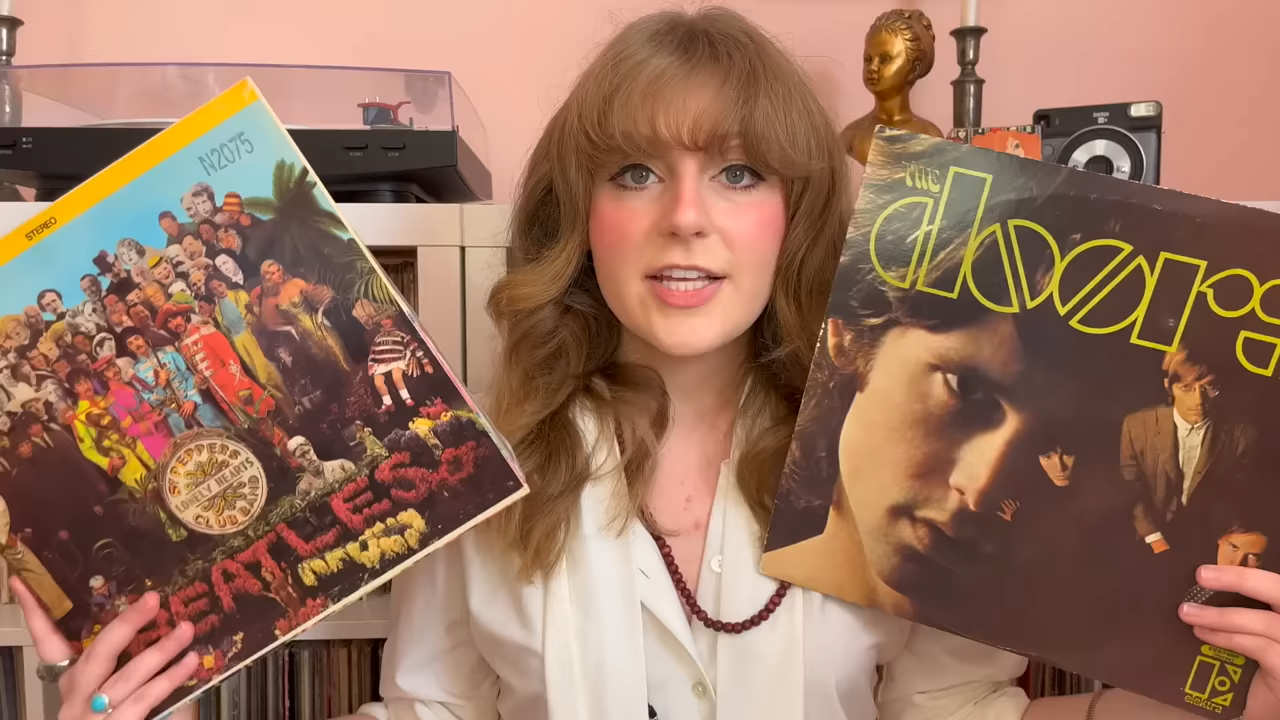 STEREO
N2075
SGT PEPPERS
LONELY HEARTS
CLUB BAND
BEATLES
THE
doors
elektra